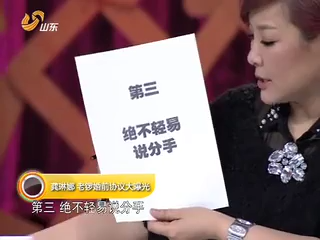 山东
第三
绝不轻易
说分手
龚琳娜 老锣婚前协议大曝光
第三 绝不轻易说分手